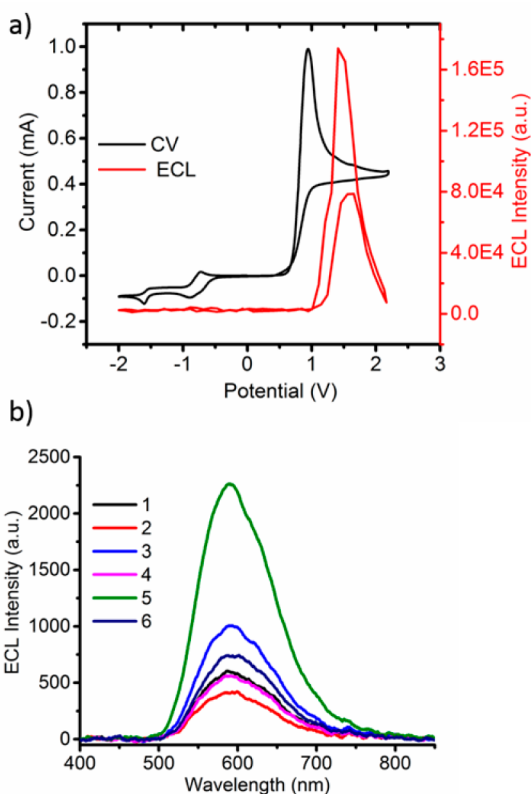 a)
1.0
0.8
0.6
0.4
0.2
0.0
-0.2
Current (mA)
CV
ECL
1.6E5
1.2E5
8.0E4
4.0E4
0.0
ECL Intensity (a.u.)
-2 -1 0 1 2 3
Potential (V)
b)
2500
2000
1500
1000
500
0
ECL Intensity (a.u.)
1
2
3
4
5
6
400 500 600 700 800
Wavelength (nm)